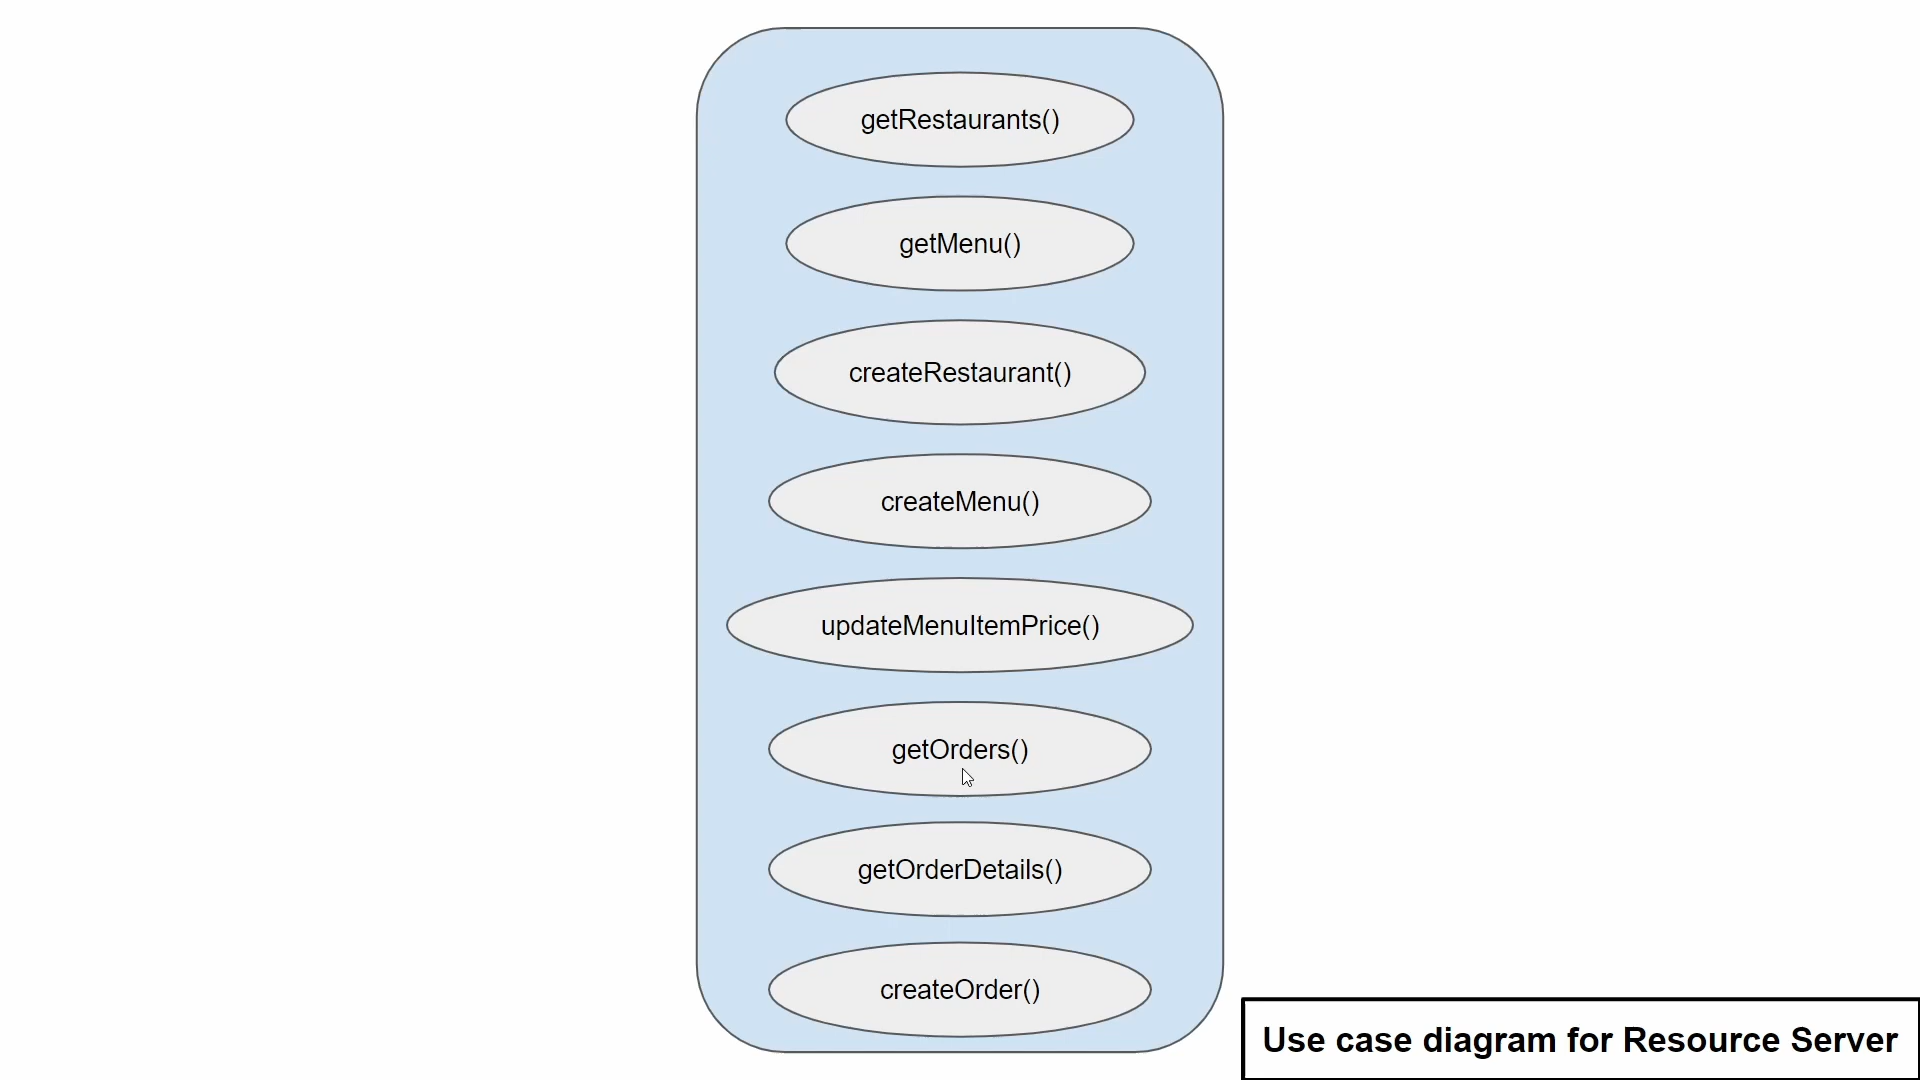 getRestaurants()
getMenu()
createRestaurant()
createMenu()
updateMenuItemPrice()
getOrders()
getOrderDetails()
createOrder()
Use case diagram for Resource Server